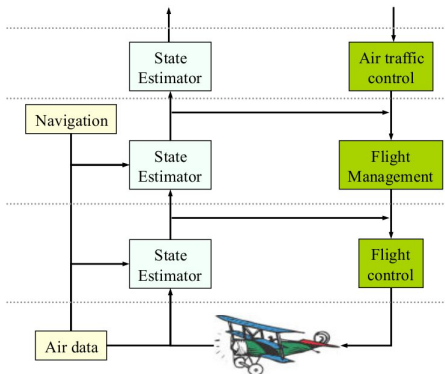 State
Estimator
Air traffic
control
Navigation
State
Estimator
Flight
Management
State
Estimator
Flight
control
Air data